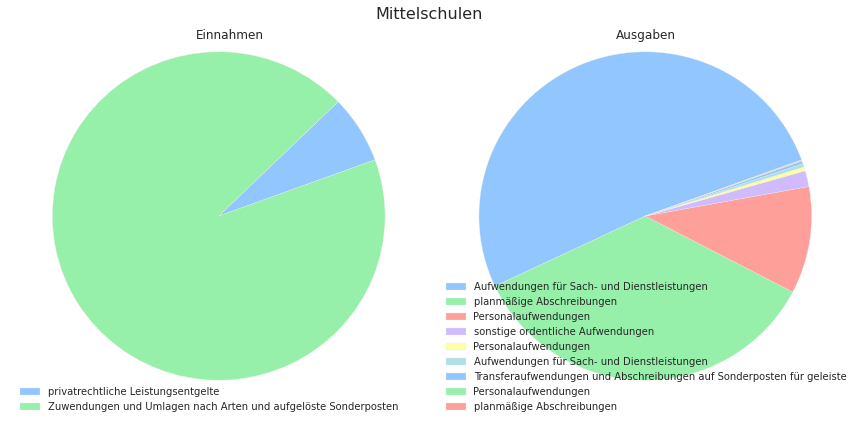 Mittelschulen
Einnahmen
privatrechtliche Leistungsentgelte
Zuwendungen und Umlagen nach Arten und aufgelöste Sonderposten
Ausgaben
Aufwendungen für Sach- und Dienstleistungen
planmäßige Abschreibungen
Personalaufwendungen
sonstige ordentliche Aufwendungen
Personalaufwendungen
Aufwendungen für Sach- und Dienstleistungen
Transferaufwendungen und Abschreibungen auf Sonderposten für geleiste
Personalaufwendungen
planmäßige Abschreibungen